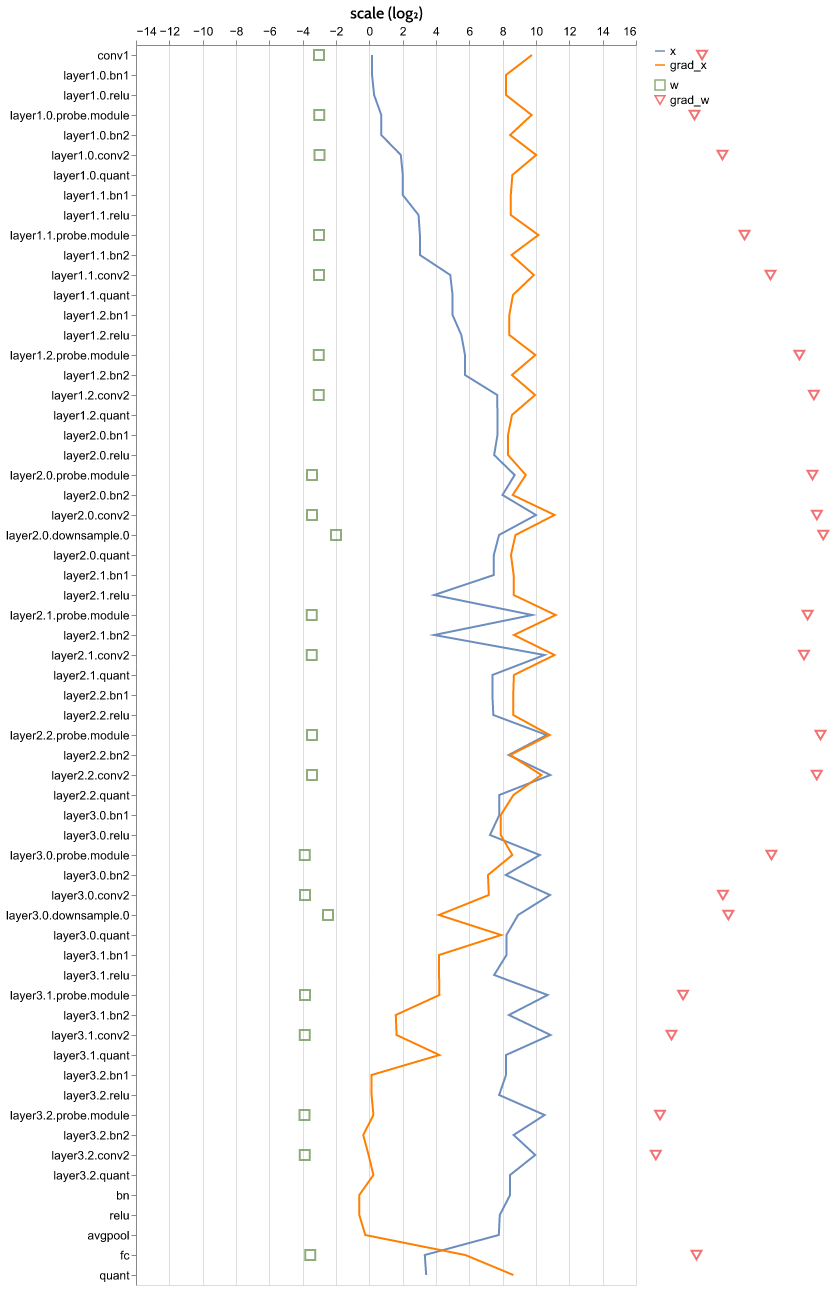 scale (log₂)
−14 −12 −10 −8 −6 −4 −2 0 2 4 6 8 10 12 14 16
x
grad_x
w
grad_w
conv1
layer1.0.bn1
layer1.0.relu
layer1.0.probe.module
layer1.0.bn2
layer1.0.conv2
layer1.0.quant
layer1.1.bn1
layer1.1.relu
layer1.1.probe.module
layer1.1.bn2
layer1.1.conv2
layer1.1.quant
layer1.2.bn1
layer1.2.relu
layer1.2.probe.module
layer1.2.bn2
layer1.2.conv2
layer1.2.quant
layer2.0.bn1
layer2.0.relu
layer2.0.probe.module
layer2.0.bn2
layer2.0.conv2
layer2.0.downsample.0
layer2.0.quant
layer2.1.bn1
layer2.1.relu
layer2.1.probe.module
layer2.1.bn2
layer2.1.conv2
layer2.1.quant
layer2.2.bn1
layer2.2.relu
layer2.2.probe.module
layer2.2.bn2
layer2.2.conv2
layer2.2.quant
layer3.0.bn1
layer3.0.relu
layer3.0.probe.module
layer3.0.bn2
layer3.0.conv2
layer3.0.downsample.0
layer3.0.quant
layer3.1.bn1
layer3.1.relu
layer3.1.probe.module
layer3.1.bn2
layer3.1.conv2
layer3.1.quant
layer3.2.bn1
layer3.2.relu
layer3.2.probe.module
layer3.2.bn2
layer3.2.conv2
layer3.2.quant
bn
relu
avgpool
fc
quant